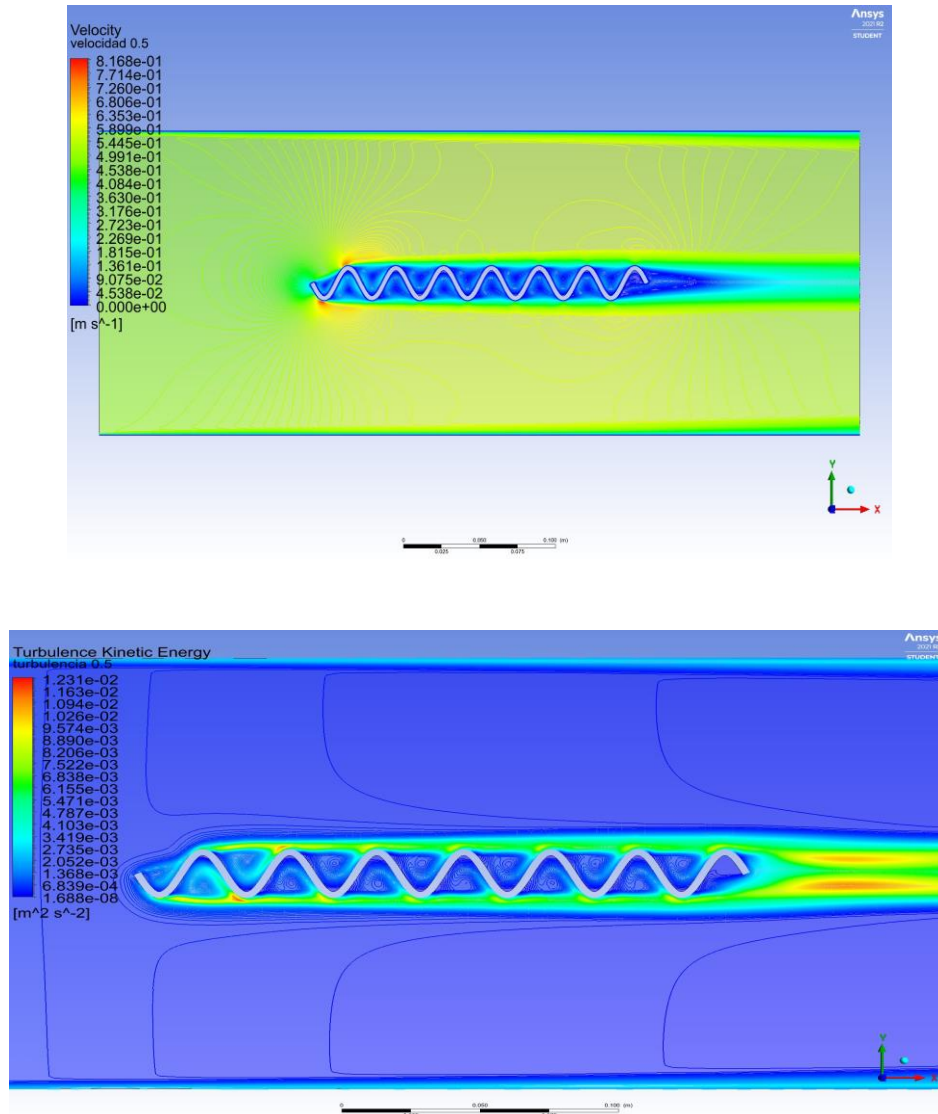 Ansys
2021 R2
STUDENT
Velocity
velocidad 0.5
8.168e-01
7.714e-01
7.260e-01
6.806e-01
6.353e-01
5.899e-01
5.445e-01
4.991e-01
4.538e-01
4.084e-01
3.630e-01
3.176e-01
2.723e-01
2.269e-01
1.815e-01
1.361e-01
9.075e-02
4.538e-02
0.000e+00
[m s^-1]
Y
X
0 0.050 0.100 (m)
0.025 0.075
Ansys
2021 R
STUDENT
Turbulence Kinetic Energy
turbulencia 0.5
1.231e-02
1.163e-02
1.094e-02
1.026e-02
9.574e-03
8.890e-03
8.206e-03
7.522e-03
6.838e-03
6.155e-03
5.471e-03
4.787e-03
4.103e-03
3.419e-03
2.735e-03
2.052e-03
1.368e-03
6.839e-04
1.688e-08
[m^2 s^-2]
Y
X
0 0.050 0.100 (m)